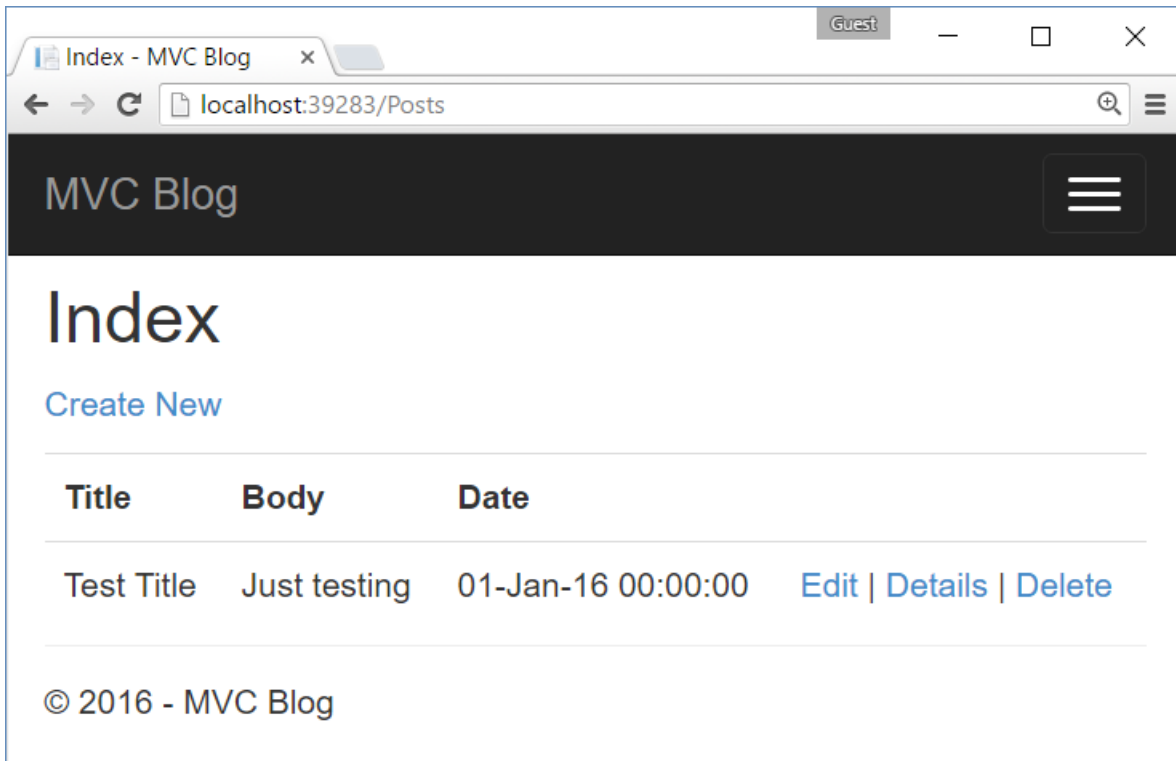 Guest
Index - MVC Blog
localhost:39283/Posts
MVC Blog
Index
Create New
Title Body Date
Test Title Just testing 01-Jan-16 00:00:00 Edit | Details | Delete
© 2016 - MVC Blog